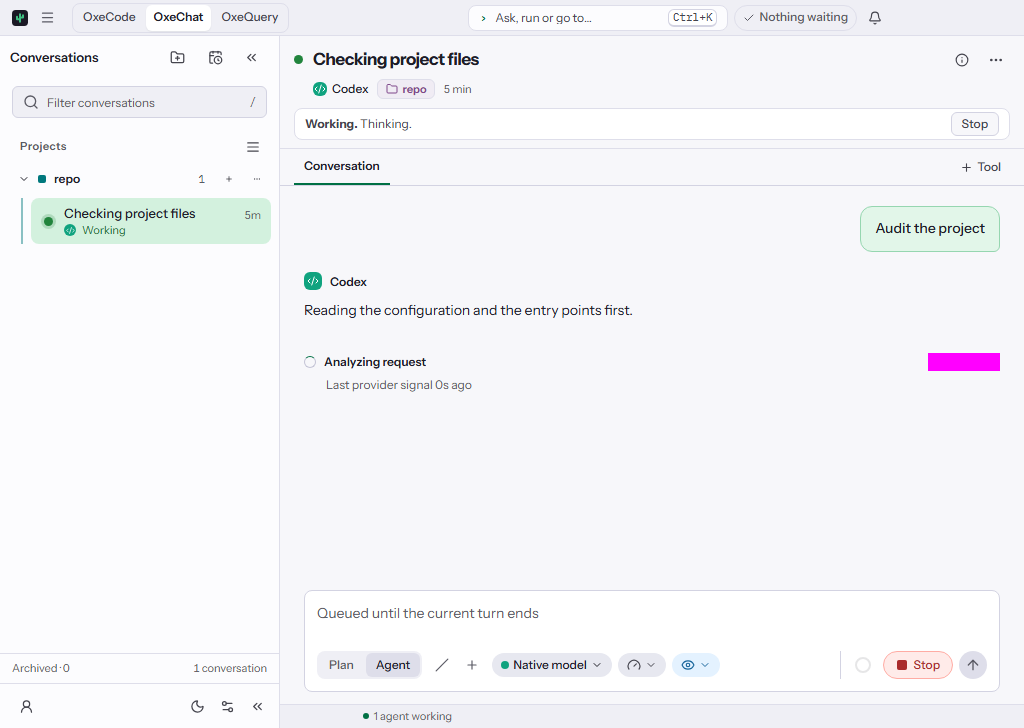 OxeCode OxeChat OxeQuery
› Ask, run or go to... Ctrl+K
Nothing waiting
Conversations
Filter conversations /
Projects
repo 1 + ...
Checking project files 5m
Working
Archived·0 1 conversation
Checking project files
Codex repo 5 min
Working. Thinking. Stop
Conversation + Tool
Audit the project
Codex
Reading the configuration and the entry points first.
Analyzing request
Last provider signal 0s ago
Queued until the current turn ends
Plan Agent / + Native model Stop
1 agent working